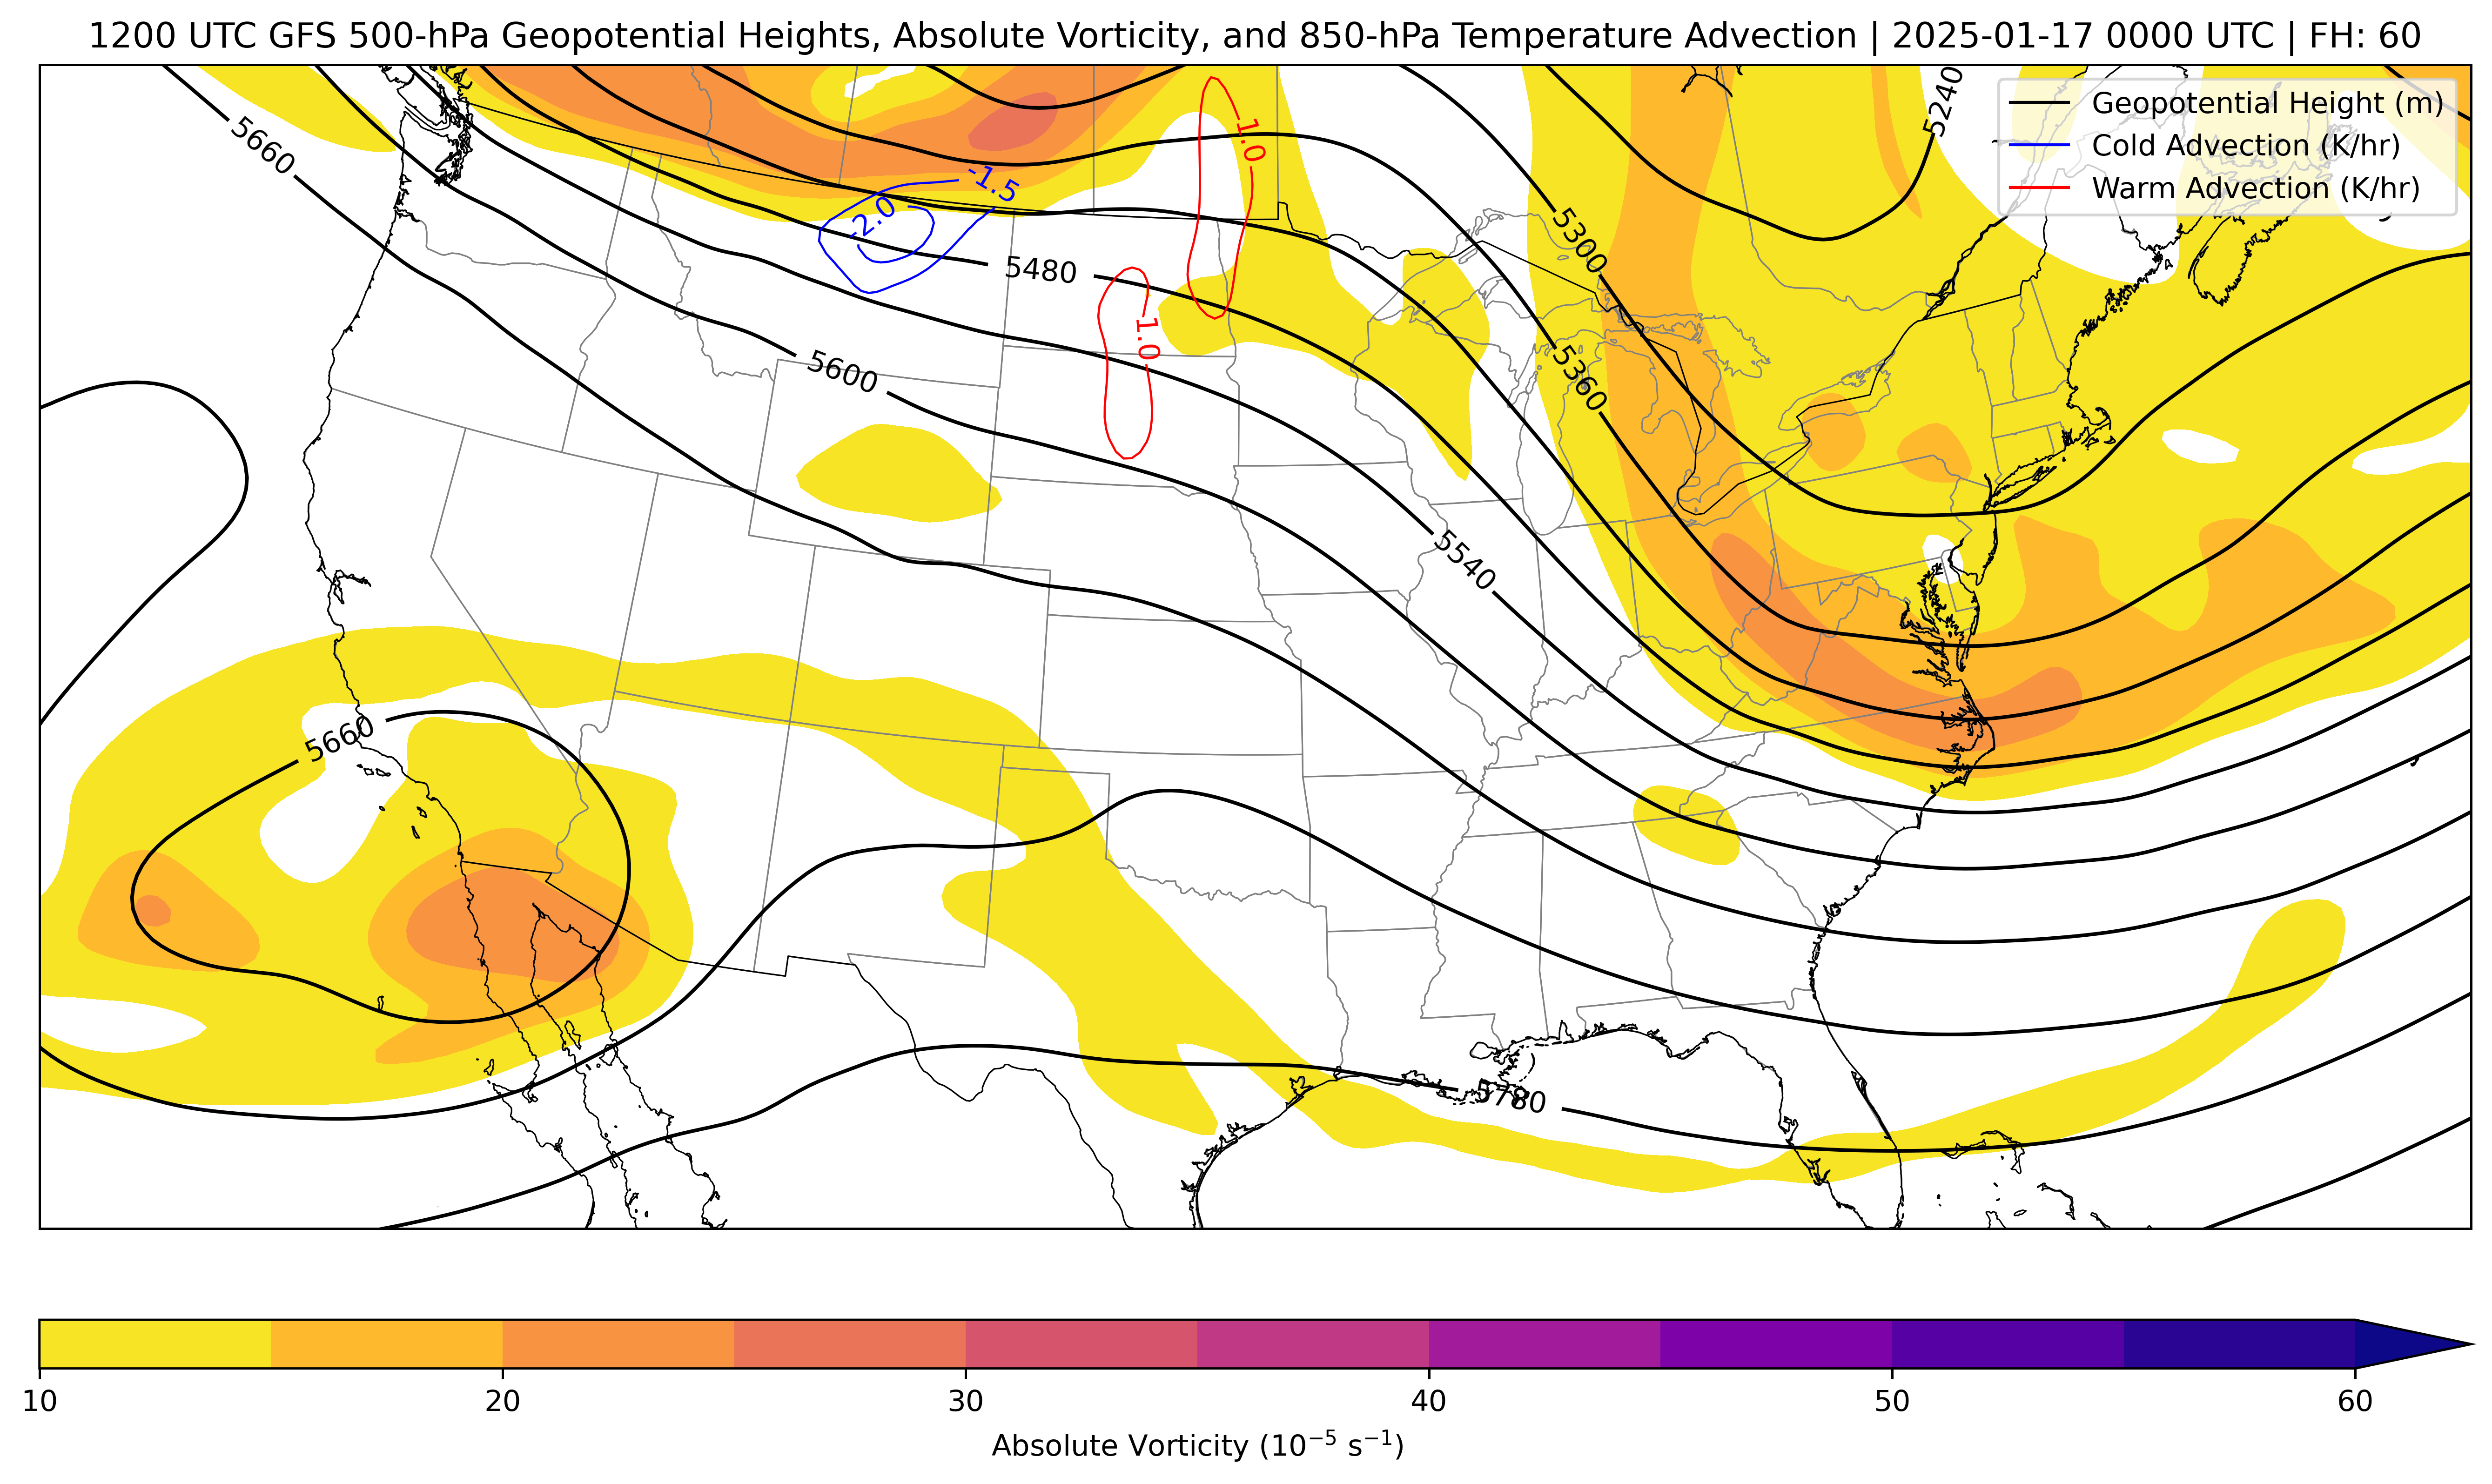 1200 UTC GFS 500-hPa Geopotential Heights, Absolute Vorticity, and 850-hPa Temperature Advection | 2025-01-17 0000 UTC | FH: 60
Geopotential Height (m)
Cold Advection (K/hr)
Warm Advection (K/hr)
5240
5660
1.0
-1.5
-2.0
5300
5480
1.0
5360
5600
5540
5660
5780
10 20 30 40 50 60
Absolute Vorticity (10⁻⁵ s⁻¹)